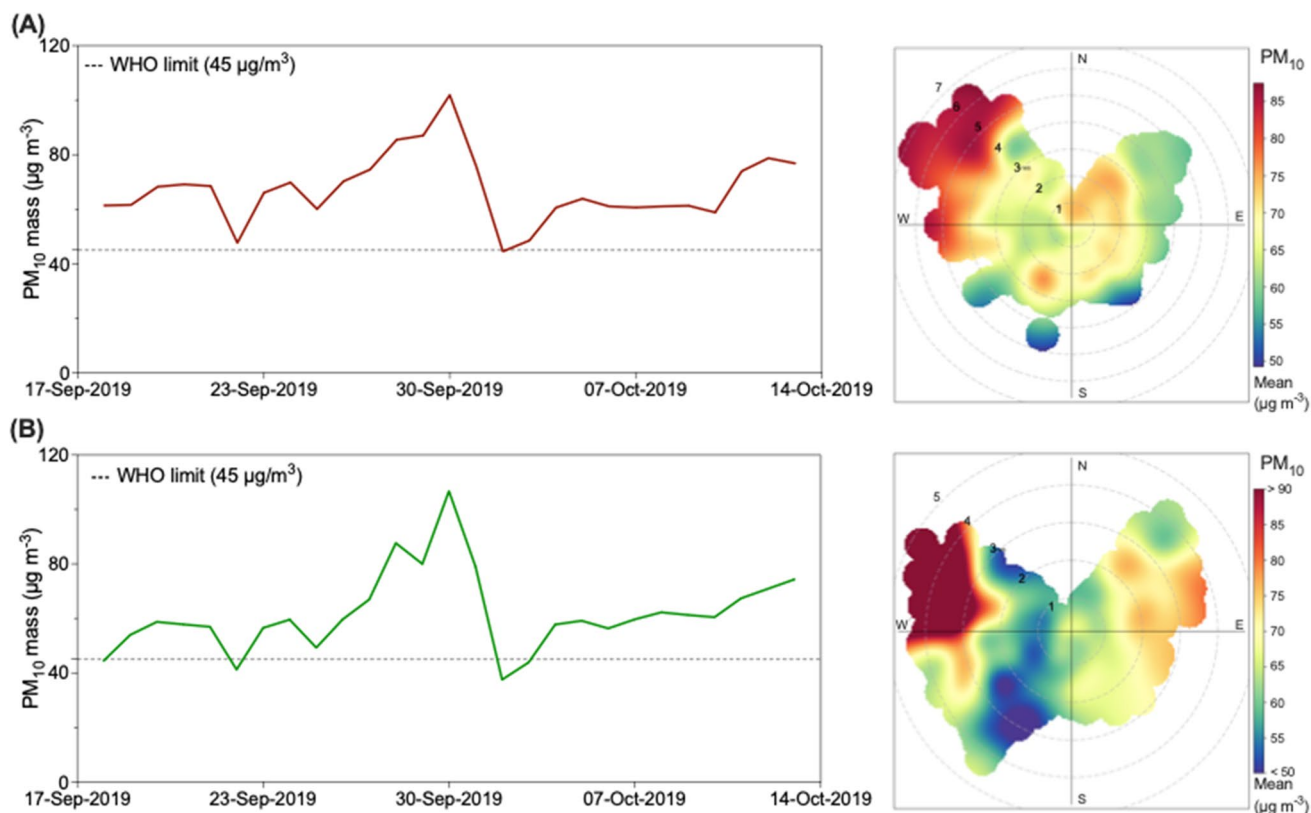 (A)
120
--- WHO limit (45 µg/m³)
80
40
0
PM₁₀ mass (µg m⁻³)
17-Sep-2019 23-Sep-2019 30-Sep-2019 07-Oct-2019 14-Oct-2019
N
7
6
5
4
3
2
1
W E
S
PM₁₀
85
80
75
70
65
60
55
50
Mean
(µg m⁻³)
(B)
120
--- WHO limit (45 µg/m³)
80
40
0
PM₁₀ mass (µg m⁻³)
17-Sep-2019 23-Sep-2019 30-Sep-2019 07-Oct-2019 14-Oct-2019
N
5
4
3
2
1
W E
S
PM₁₀
> 90
85
80
75
70
65
60
55
< 50
Mean
(µg m⁻³)